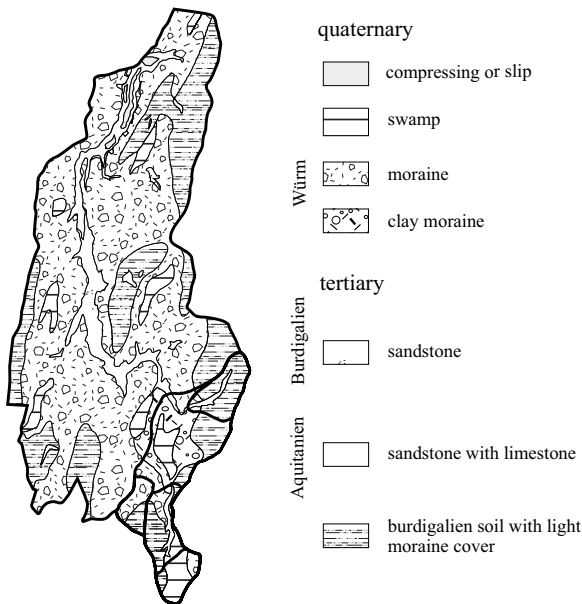 quaternary
compressing or slip
swamp
Würm
moraine
clay moraine
tertiary
Burdigalien
sandstone
Aquitanien
sandstone with limestone
burdigalien soil with light
moraine cover